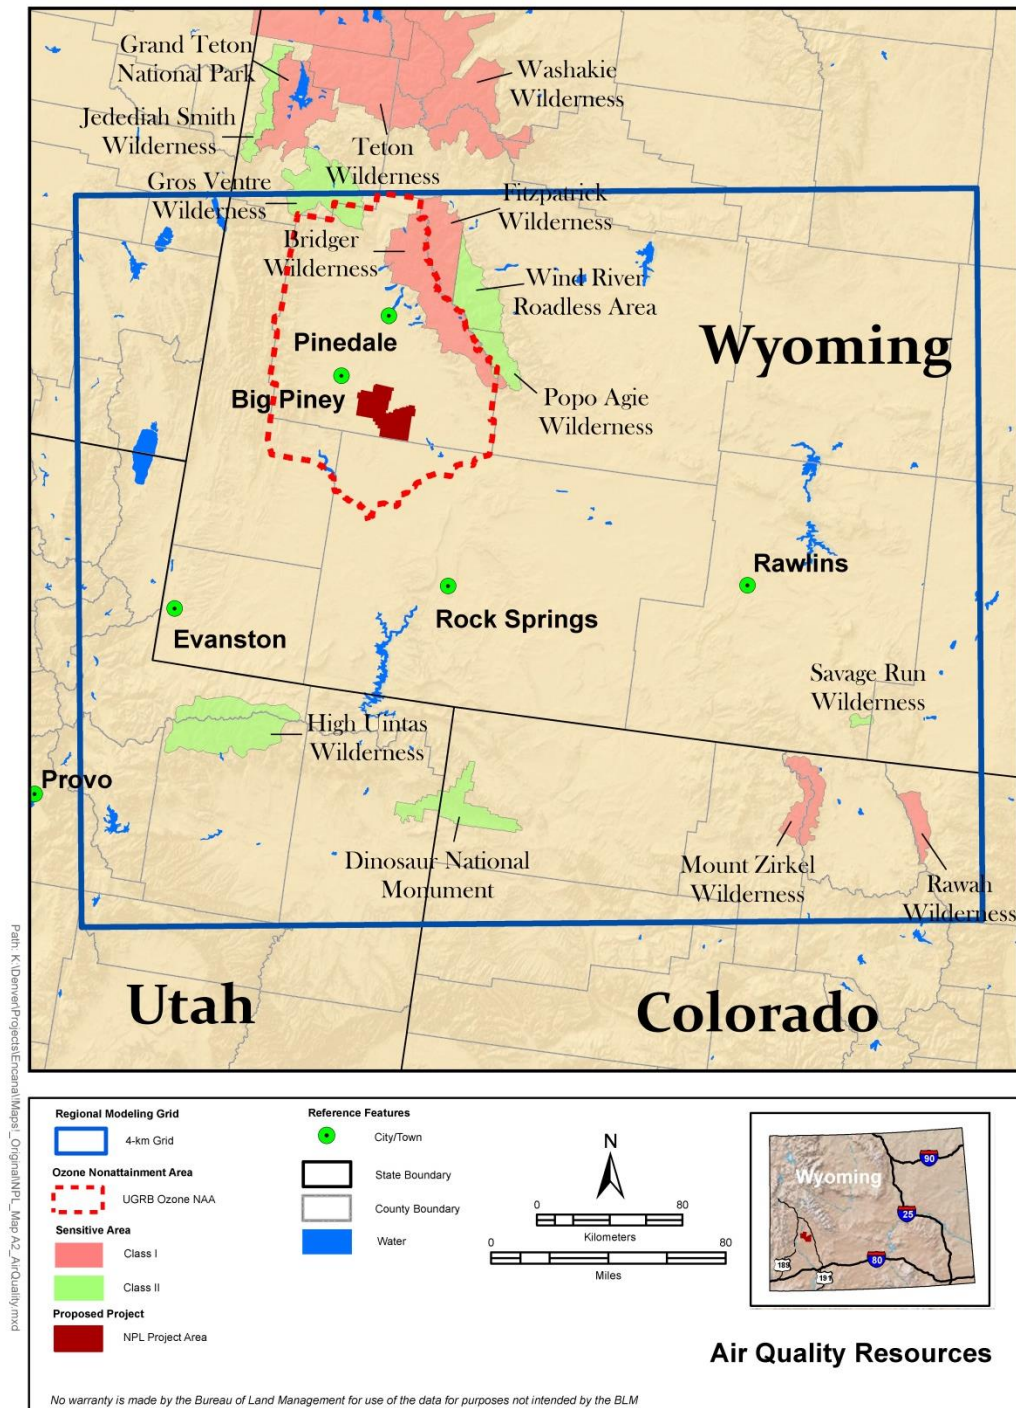 Grand Teton
National Park
Washakie
Wilderness
Jedediah Smith
Wilderness
Teton
Wilderness
Gros Ventre
Wilderness
Fitzpatrick
Wilderness
Bridger
Wilderness
Wind River
Roadless Area
Pinedale
Wyoming
Big Piney
Popo Agie
Wilderness
Rawlins
Rock Springs
Evanston
Savage Run
Wilderness
High Uintas
Wilderness
Provo
Dinosaur National
Monument
Mount Zirkel
Wilderness
Rawah
Wilderness
Utah
Colorado
Path: K:\Denver\Projects\Encana\!Maps\_Original\NPL_Map A2_AirQuality.mxd
Regional Modeling Grid
4-km Grid
Ozone Nonattainment Area
UGRB Ozone NAA
Sensitive Area
Class I
Class II
Proposed Project
NPL Project Area
Reference Features
City/Town
State Boundary
County Boundary
Water
N
0 80
Kilometers
0 80
Miles
Wyoming
90
25
80
189
191
Air Quality Resources
No warranty is made by the Bureau of Land Management for use of the data for purposes not intended by the BLM